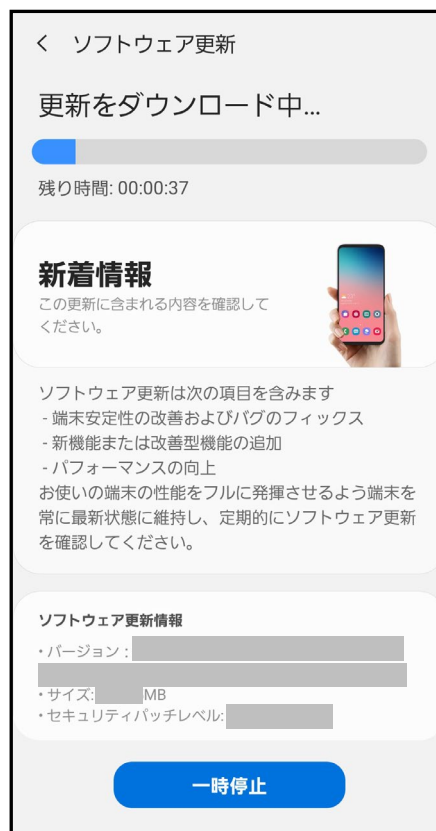 ソフトウェア更新
更新をダウンロード中...
残り時間: 00:00:37
新着情報
この更新に含まれる内容を確認して
ください。
ソフトウェア更新は次の項目を含みます
- 端末安定性の改善およびバグのフィックス
- 新機能または改善型機能の追加
- パフォーマンスの向上
お使いの端末の性能をフルに発揮させるよう端末を
常に最新状態に維持し、定期的にソフトウェア更新
を確認してください。
ソフトウェア更新情報
・バージョン :
・サイズ: MB
・セキュリティパッチレベル:
一時停止